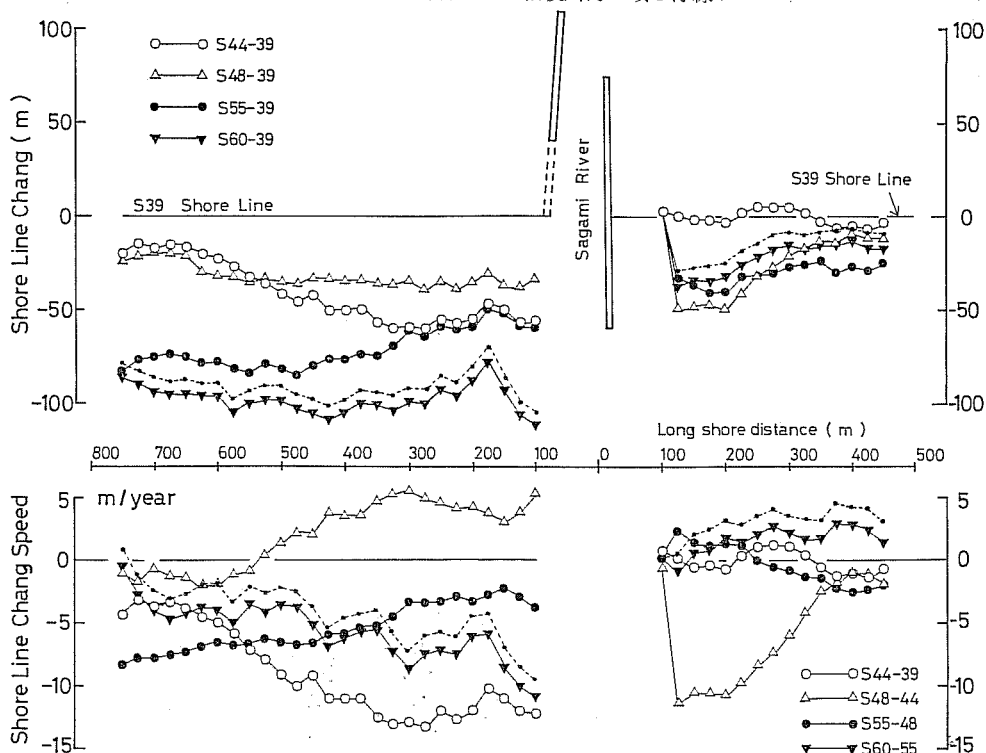 100
50
0
-50
-100
Shore Line Chang ( m )
S44-39
S48-39
S55-39
S60-39
S39 Shore Line
Sagami River
S39 Shore Line
100
50
0
-50
-100
Long shore distance ( m )
800 700 600 500 400 300 200 100 0 100 200 300 400 500
m/year
Shore Line Chang Speed
5
0
-5
-10
-15
5
0
-5
-10
-15
S44-39
S48-44
S55-48
S60-55